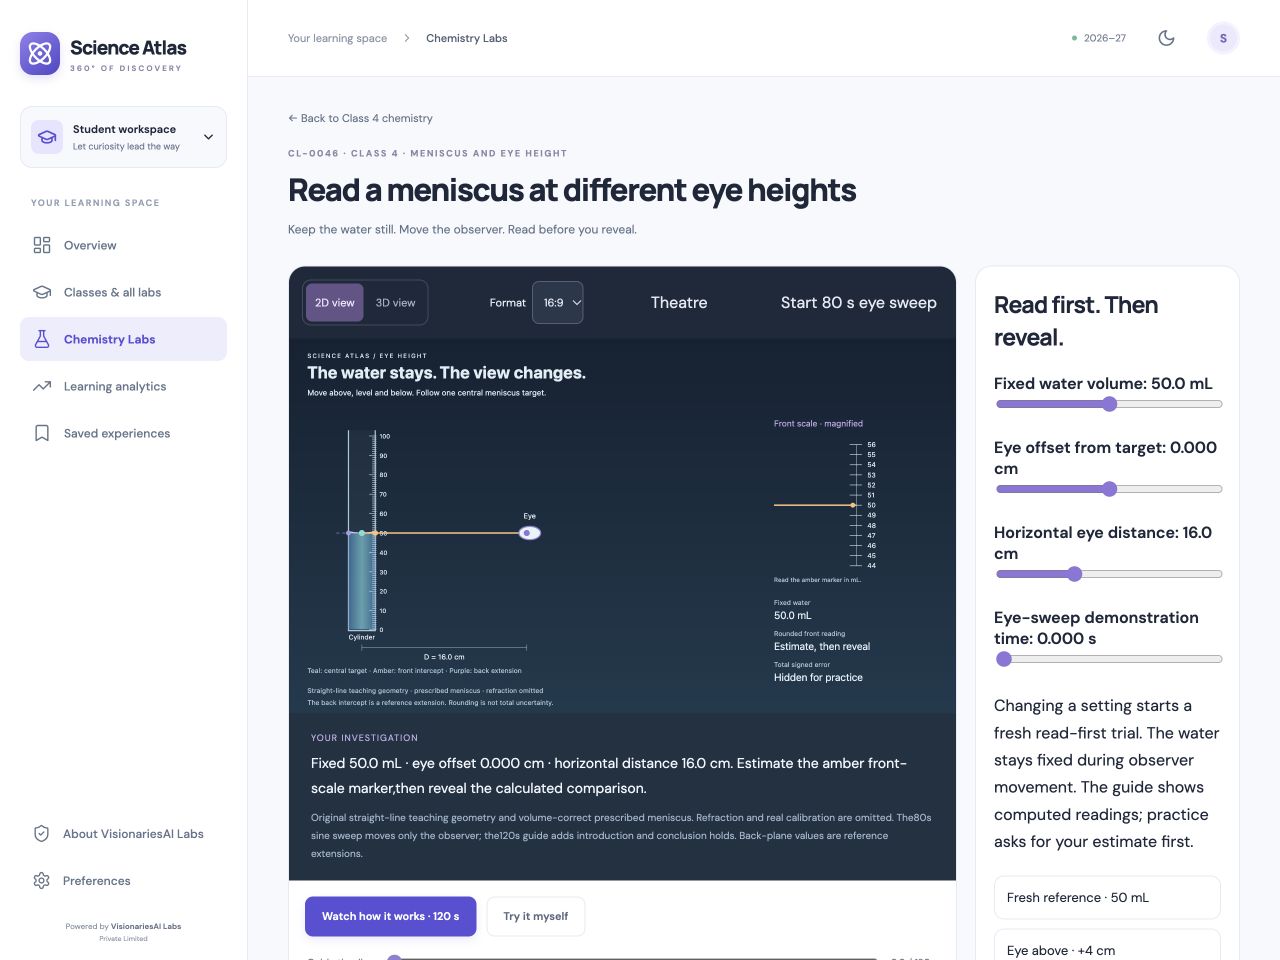 Science Atlas
360° OF DISCOVERY
Student workspace
Let curiosity lead the way
YOUR LEARNING SPACE
Overview
Classes & all labs
Chemistry Labs
Learning analytics
Saved experiences
About VisionariesAI Labs
Preferences
Powered by VisionariesAI Labs
Private Limited
Your learning space
Chemistry Labs
2026–27
S
← Back to Class 4 chemistry
CL-0046 · CLASS 4 · MENISCUS AND EYE HEIGHT
Read a meniscus at different eye heights
Keep the water still. Move the observer. Read before you reveal.
2D view
3D view
Format
16:9
Theatre
Start 80 s eye sweep
SCIENCE ATLAS / EYE HEIGHT
The water stays. The view changes.
Move above, level and below. Follow one central meniscus target.
100
90
80
70
60
50
40
30
20
10
0
Cylinder
Eye
D = 16.0 cm
Teal: central target · Amber: front intercept · Purple: back extension
Straight-line teaching geometry · prescribed meniscus · refraction omitted
The back intercept is a reference extension. Rounding is not total uncertainty.
Front scale · magnified
56
55
54
53
52
51
50
49
48
47
46
45
44
Read the amber marker in mL.
Fixed water
50.0 mL
Rounded front reading
Estimate, then reveal
Total signed error
Hidden for practice
YOUR INVESTIGATION
Fixed 50.0 mL · eye offset 0.000 cm · horizontal distance 16.0 cm. Estimate the amber front-
scale marker,then reveal the calculated comparison.
Original straight-line teaching geometry and volume-correct prescribed meniscus. Refraction and real calibration are omitted. The80s
sine sweep moves only the observer; the120s guide adds introduction and conclusion holds. Back-plane values are reference
extensions.
Watch how it works · 120 s
Try it myself
Read first. Then
reveal.
Fixed water volume: 50.0 mL
Eye offset from target: 0.000
cm
Horizontal eye distance: 16.0
cm
Eye-sweep demonstration
time: 0.000 s
Changing a setting starts a
fresh read-first trial. The water
stays fixed during observer
movement. The guide shows
computed readings; practice
asks for your estimate first.
Fresh reference · 50 mL
Eye above · +4 cm